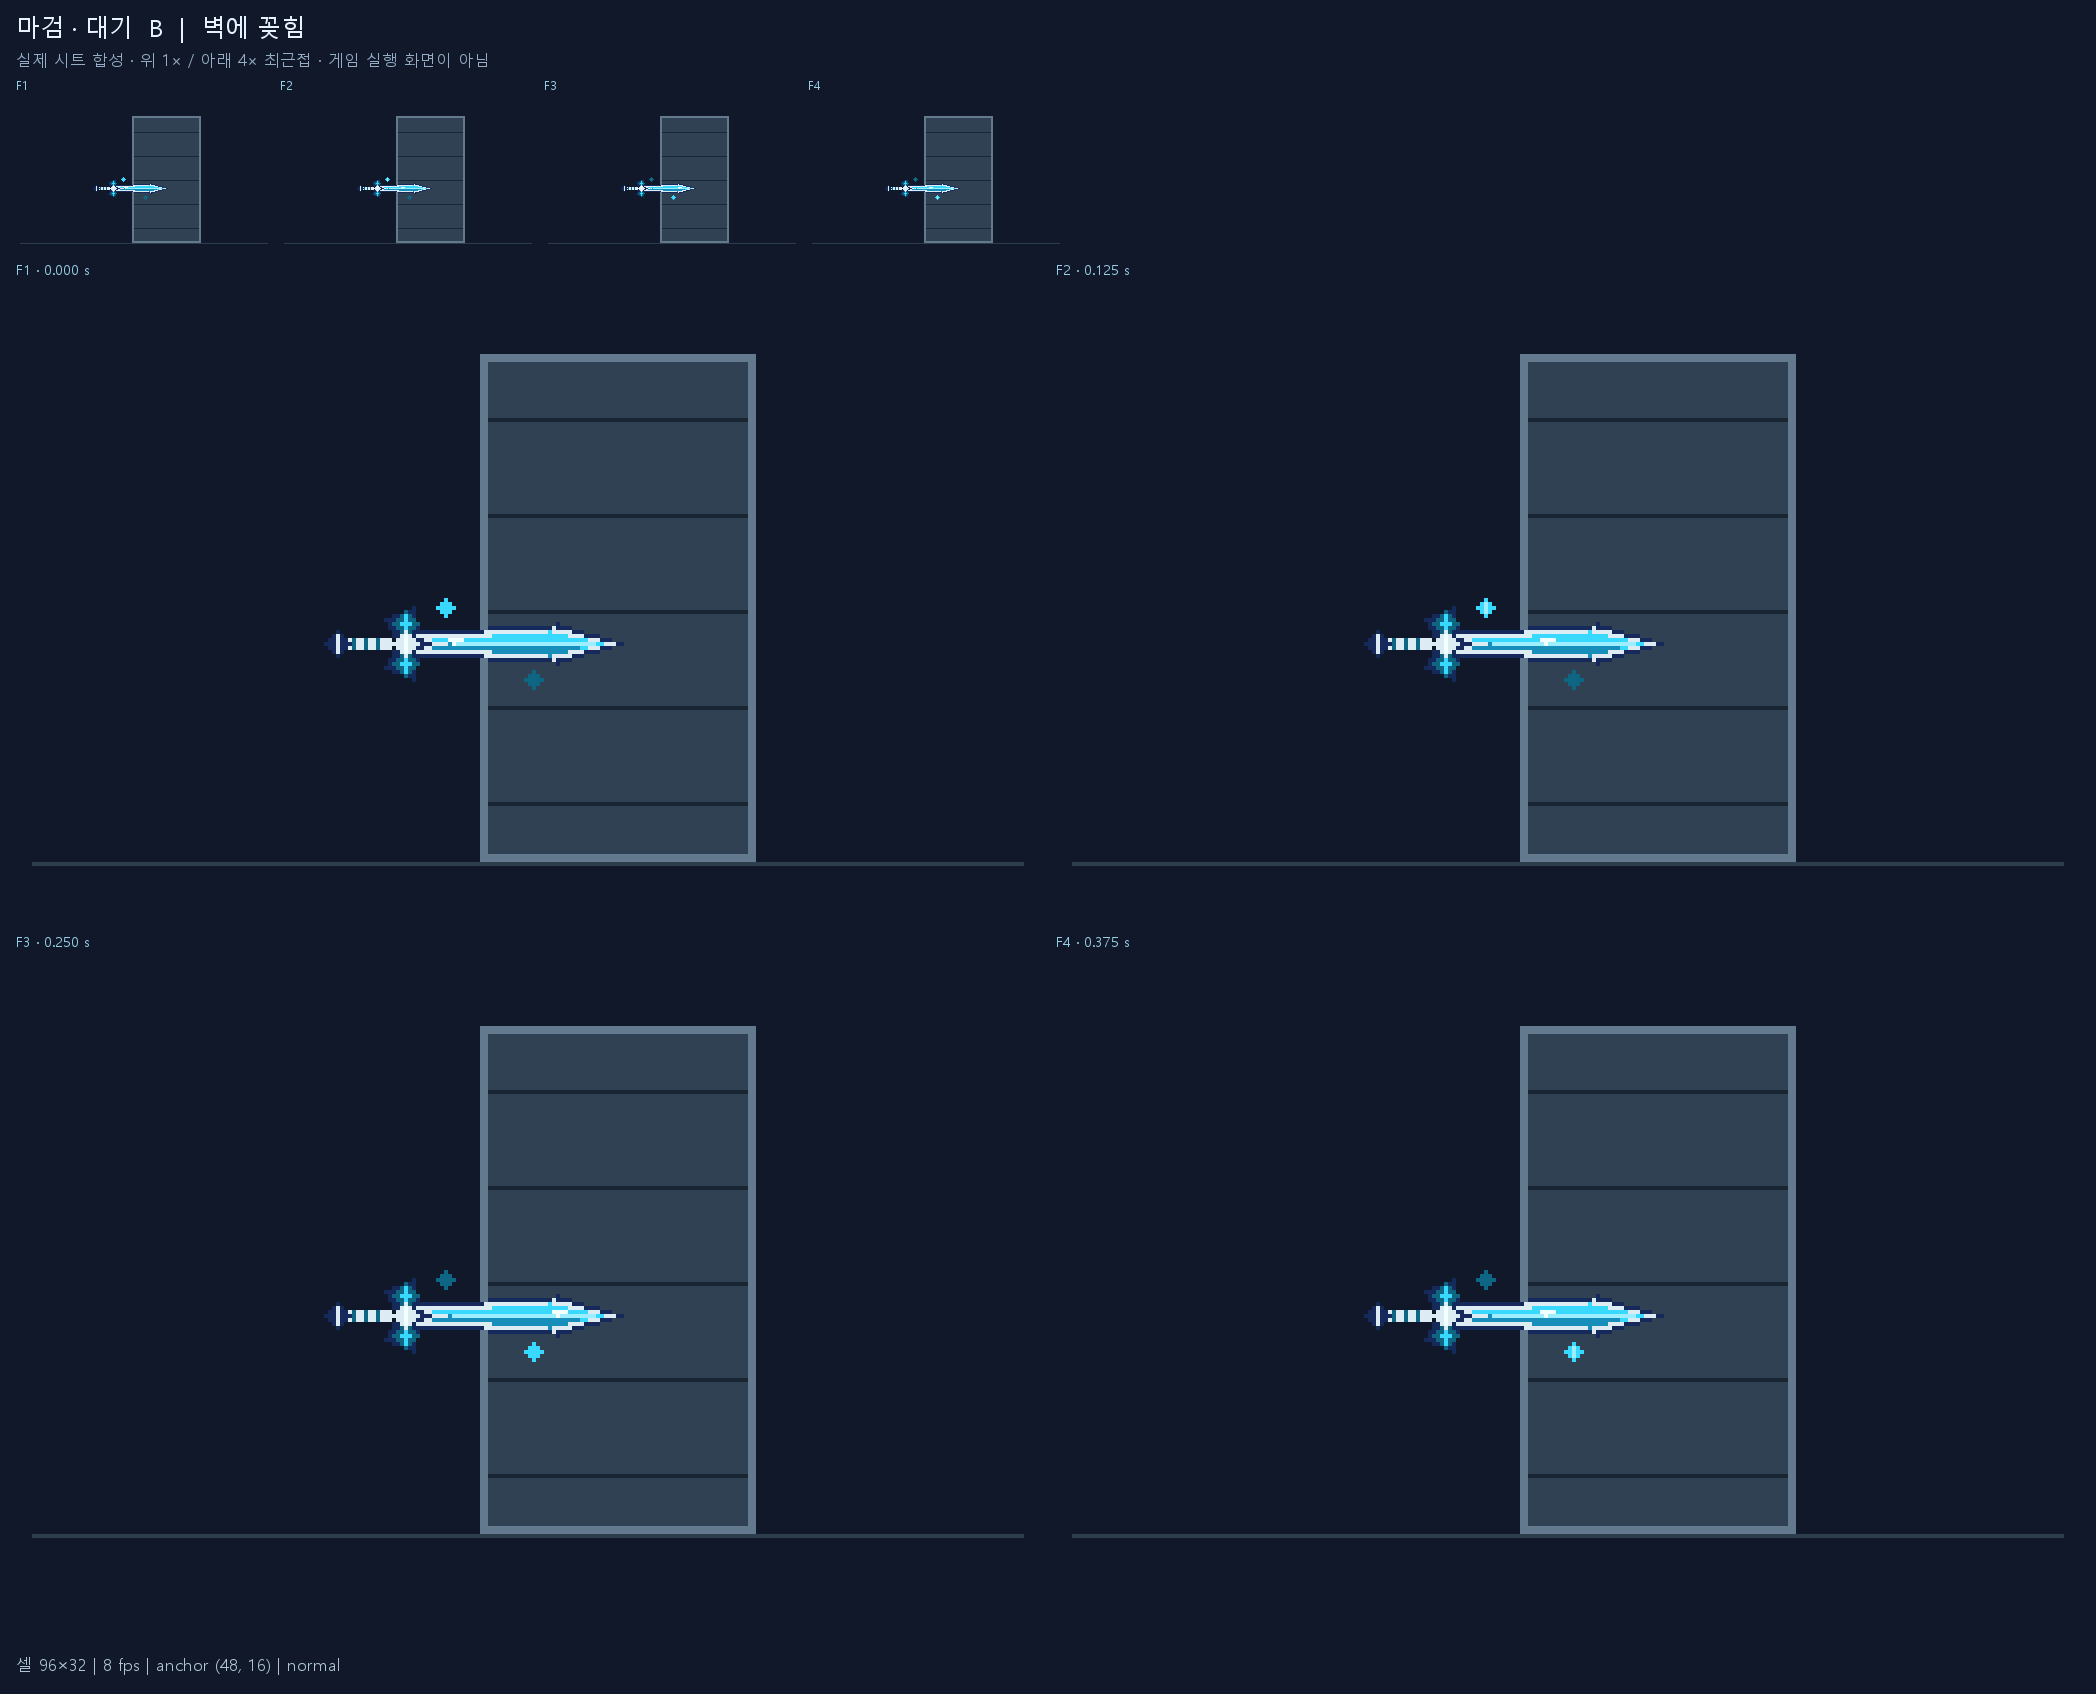 마검 · 대기 B | 벽에 꽂힘
실제 시트 합성 · 위 1× / 아래 4× 최근접 · 게임 실행 화면이 아님
F1 F2 F3 F4
F1 · 0.000 s F2 · 0.125 s
F3 · 0.250 s F4 · 0.375 s
셀 96×32 | 8 fps | anchor (48, 16) | normal